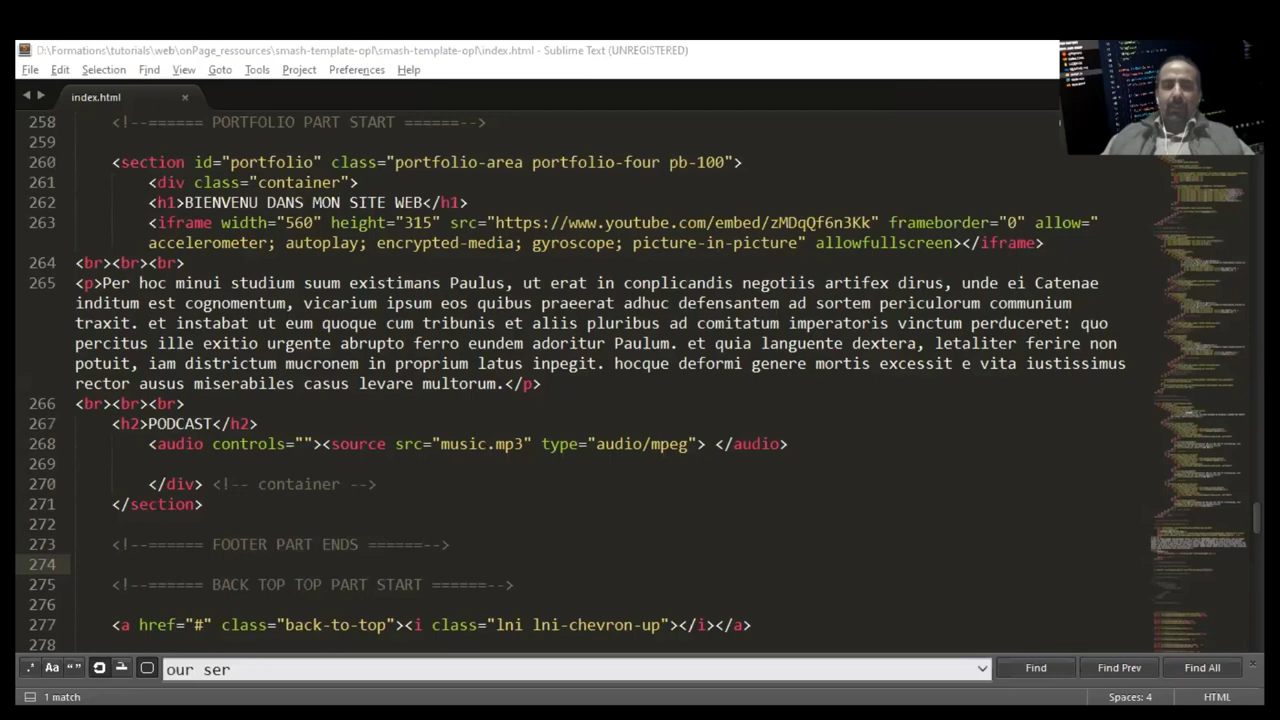 D:\Formations\tutorials\web\onPage_ressources\smash-template-opl\smash-template-opl\index.html - Sublime Text (UNREGISTERED)
File Edit Selection Find View Goto Tools Project Preferences Help
index.html ×
258 <!--====== PORTFOLIO PART START ======-->
259
260 <section id="portfolio" class="portfolio-area portfolio-four pb-100">
261 <div class="container">
262 <h1>BIENVENU DANS MON SITE WEB</h1>
263 <iframe width="560" height="315" src="https://www.youtube.com/embed/zMDqQf6n3Kk" frameborder="0" allow="
accelerometer; autoplay; encrypted-media; gyroscope; picture-in-picture" allowfullscreen></iframe>
264 <br><br><br>
265 <p>Per hoc minui studium suum existimans Paulus, ut erat in conplicandis negotiis artifex dirus, unde ei Catenae
inditum est cognomentum, vicarium ipsum eos quibus praeerat adhuc defensantem ad sortem periculorum communium
traxit. et instabat ut eum quoque cum tribunis et aliis pluribus ad comitatum imperatoris vinctum perduceret: quo
percitus ille exitio urgente abrupto ferro eundem adoritur Paulum. et quia languente dextera, letaliter ferire non
potuit, iam districtum mucronem in proprium latus inpegit. hocque deformi genere mortis excessit e vita iustissimus
rector ausus miserabiles casus levare multorum.</p>
266 <br><br><br>
267 <h2>PODCAST</h2>
268 <audio controls=""><source src="music.mp3" type="audio/mpeg"> </audio>
269
270 </div> <!-- container -->
271 </section>
272
273 <!--====== FOOTER PART ENDS ======-->
274
275 <!--====== BACK TOP TOP PART START ======-->
276
277 <a href="#" class="back-to-top"><i class="lni lni-chevron-up"></i></a>
278
.* Aa “” our ser Find Find Prev Find All ×
1 match Spaces: 4 HTML